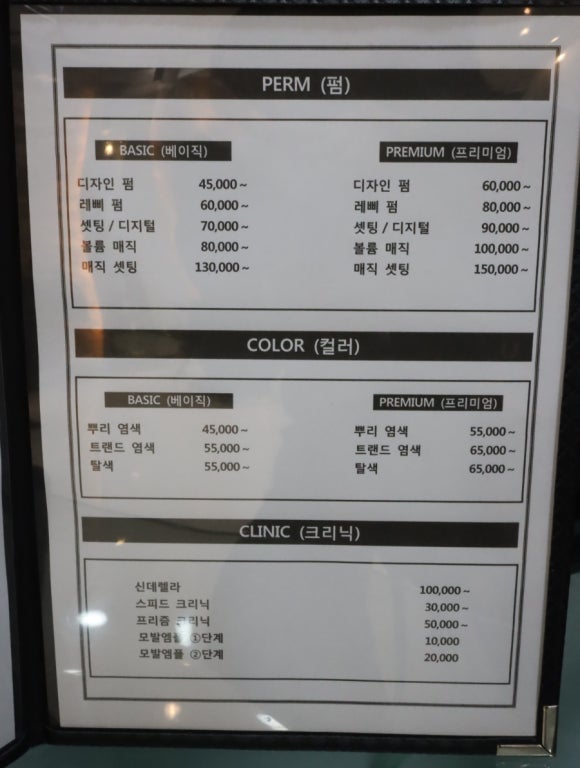 PERM (펌)
BASIC (베이직) PREMIUM (프리미엄)
디자인 펌 45,000~ 디자인 펌 60,000~
레삐 펌 60,000~ 레삐 펌 80,000~
셋팅 / 디지털 70,000~ 셋팅 / 디지털 90,000~
볼륨 매직 80,000~ 볼륨 매직 100,000~
매직 셋팅 130,000~ 매직 셋팅 150,000~
COLOR (컬러)
BASIC (베이직) PREMIUM (프리미엄)
뿌리 염색 45,000~ 뿌리 염색 55,000~
트랜드 염색 55,000~ 트랜드 염색 65,000~
탈색 55,000~ 탈색 65,000~
CLINIC (크리닉)
신데렐라 100,000~
스피드 크리닉 30,000~
프리즘 크리닉 50,000~
모발엠플 ①단계 10,000
모발엠플 ②단계 20,000